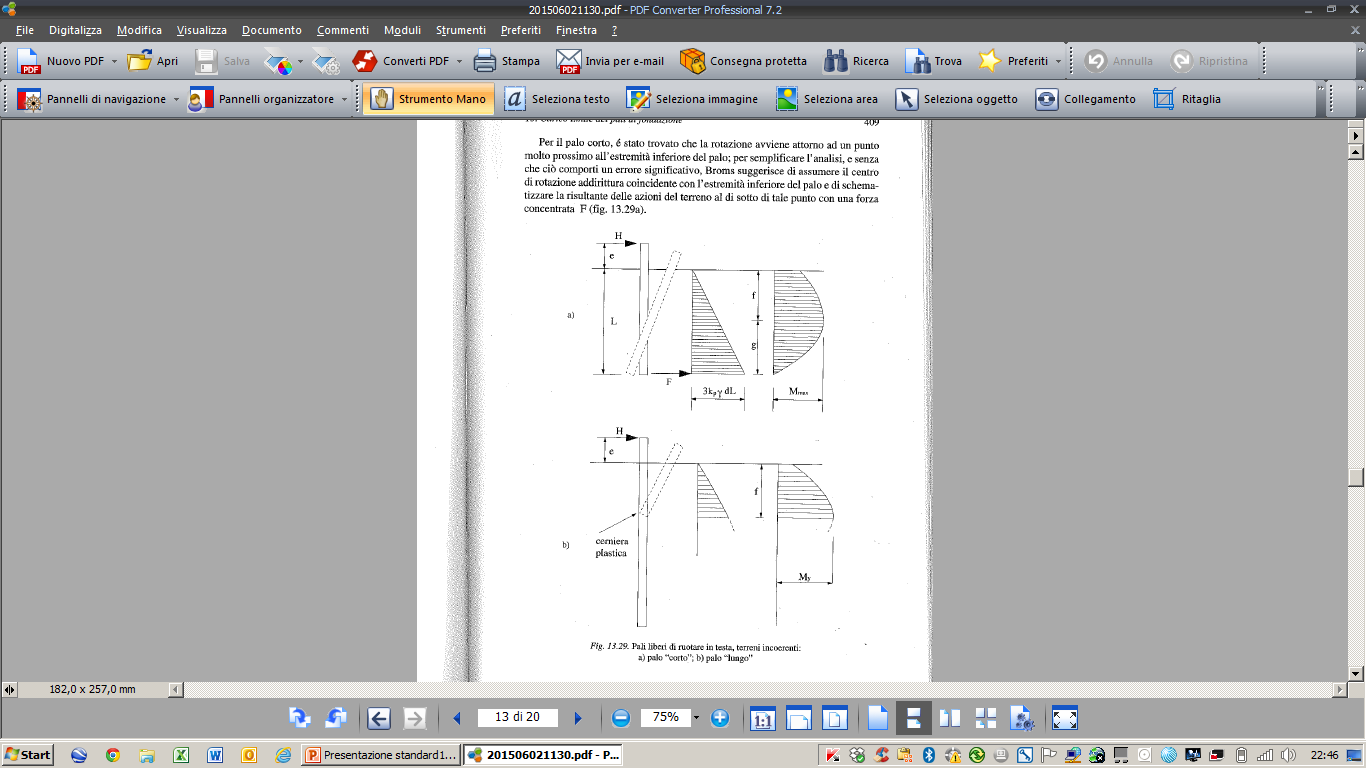 201506021130.pdf - PDF Converter Professional 7.2
File Digitalizza Modifica Visualizza Documento Commenti Moduli Strumenti Preferiti Finestra ?
Nuovo PDF Apri Salva Converti PDF Stampa Invia per e-mail Consegna protetta Ricerca Trova Preferiti Annulla Ripristina
Pannelli di navigazione Pannelli organizzatore Strumento Mano Seleziona testo Seleziona immagine Seleziona area Seleziona oggetto Collegamento Ritaglia
409
Per il palo corto, é stato trovato che la rotazione avviene attorno ad un punto
molto prossimo all'estremità inferiore del palo; per semplificare l'analisi, e senza
che ciò comporti un errore significativo, Broms suggerisce di assumere il centro
di rotazione addirittura coincidente con l'estremità inferiore del palo e di schema-
tizzare la risultante delle azioni del terreno al di sotto di tale punto con una forza
concentrata F (fig. 13.29a).
H
e
f
a)
L
g
F
3kpγ dL
Mmax
H
e
f
cerniera
plastica
b)
My
Fig. 13.29. Pali liberi di ruotare in testa, terreni incoerenti:
a) palo "corto"; b) palo "lungo"
182,0 x 257,0 mm
13 di 20
75%
1:1
Start
Presentazione standard1...
201506021130.pdf - P...
22:46